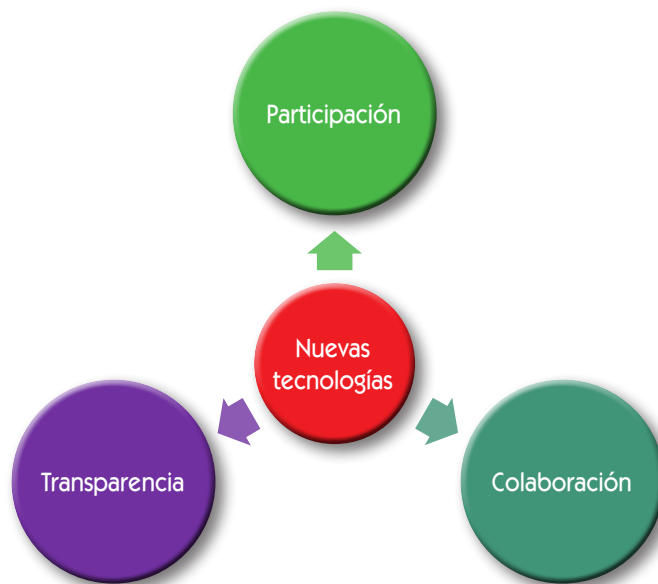 Participación
Nuevas
tecnologías
Transparencia
Colaboración